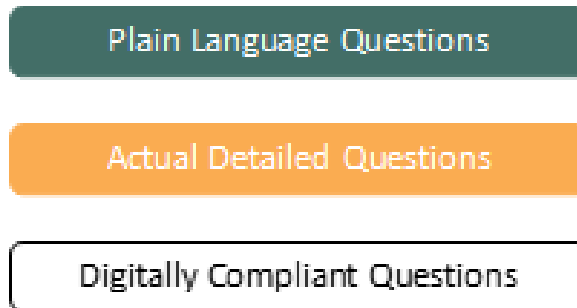 Plain Language Questions
Actual Detailed Questions
Digitally Compliant Questions